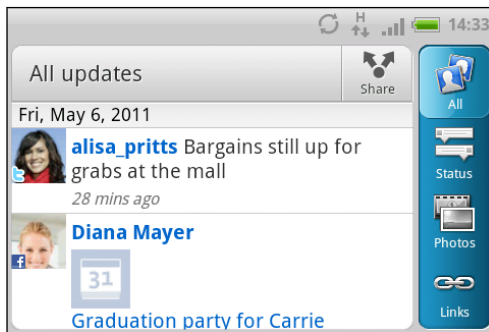 H
14:33
All updates
Share
Fri, May 6, 2011
alisa_pritts Bargains still up for
grabs at the mall
28 mins ago
Diana Mayer
31
Graduation party for Carrie
All
Status
Photos
Links